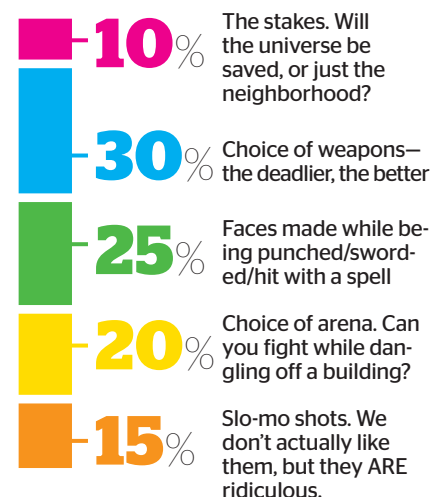 10%
The stakes. Will
the universe be
saved, or just the
neighborhood?
30%
Choice of weapons—
the deadlier, the better
25%
Faces made while be-
ing punched/sword-
ed/hit with a spell
20%
Choice of arena. Can
you fight while dan-
gling off a building?
15%
Slo-mo shots. We
don’t actually like
them, but they ARE
ridiculous.